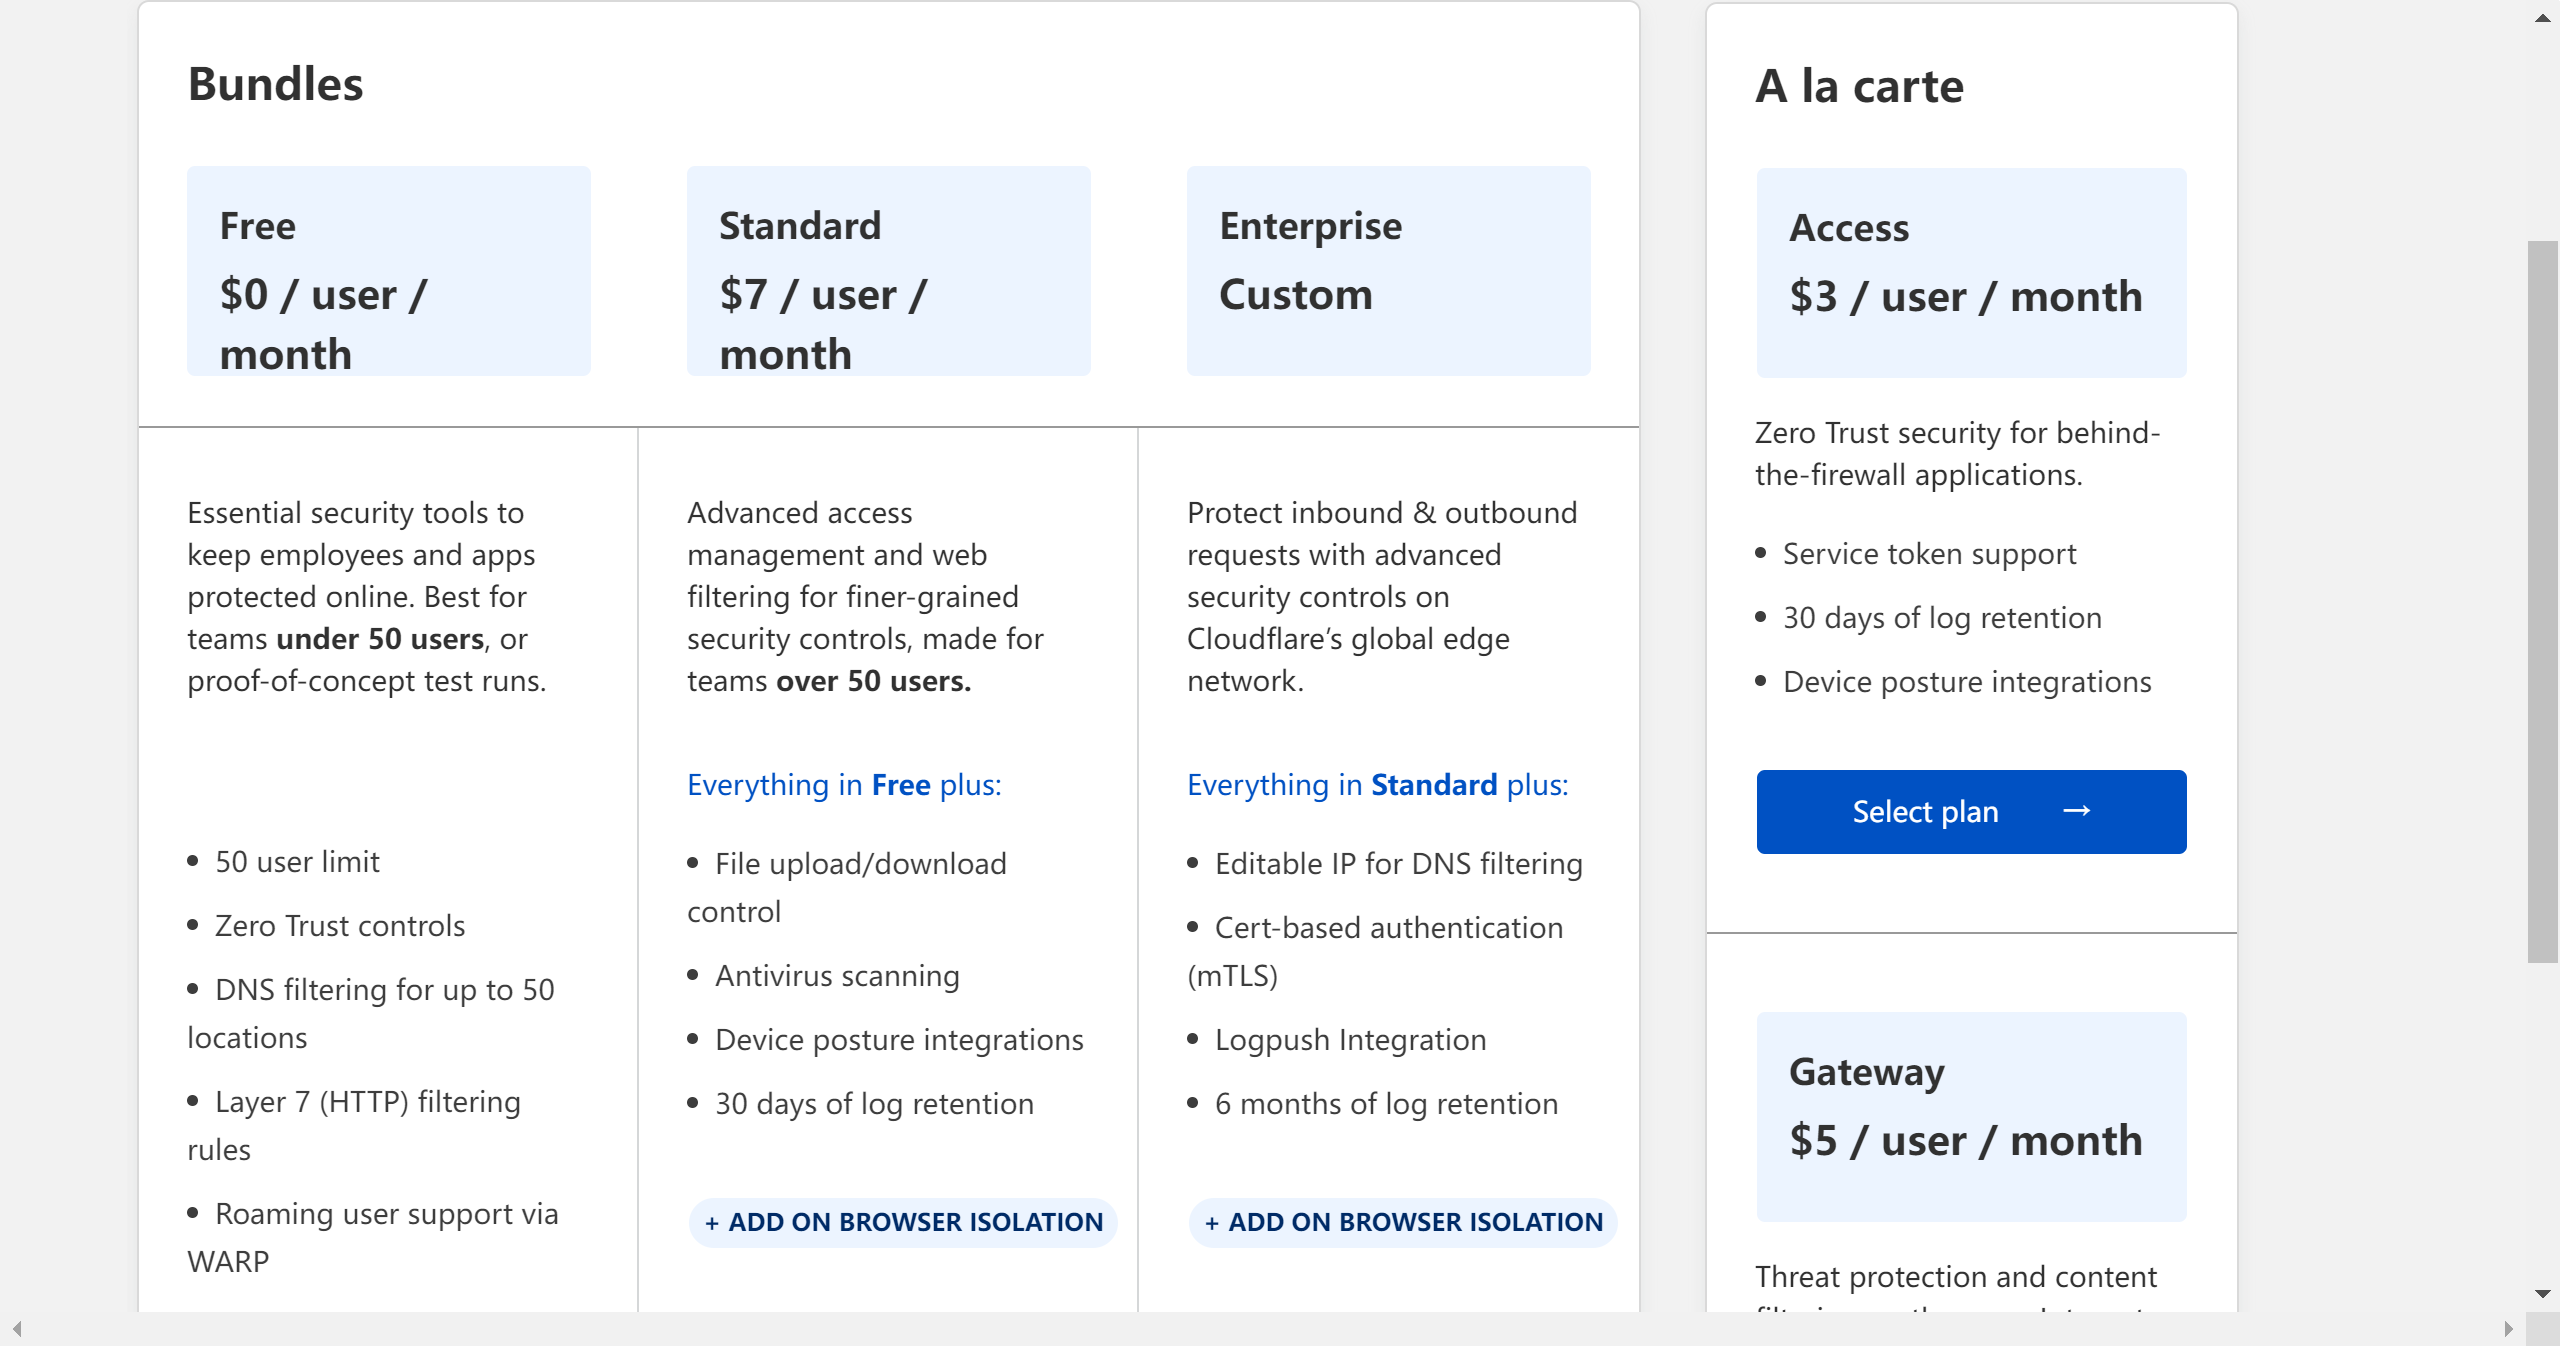 Bundles
Free
$0 / user /
month
Standard
$7 / user /
month
Enterprise
Custom
Essential security tools to
keep employees and apps
protected online. Best for
teams under 50 users, or
proof-of-concept test runs.
• 50 user limit
• Zero Trust controls
• DNS filtering for up to 50
locations
• Layer 7 (HTTP) filtering
rules
• Roaming user support via
WARP
Advanced access
management and web
filtering for finer-grained
security controls, made for
teams over 50 users.
Everything in Free plus:
• File upload/download
control
• Antivirus scanning
• Device posture integrations
• 30 days of log retention
+ ADD ON BROWSER ISOLATION
Protect inbound & outbound
requests with advanced
security controls on
Cloudflare’s global edge
network.
Everything in Standard plus:
• Editable IP for DNS filtering
• Cert-based authentication
(mTLS)
• Logpush Integration
• 6 months of log retention
+ ADD ON BROWSER ISOLATION
A la carte
Access
$3 / user / month
Zero Trust security for behind-
the-firewall applications.
• Service token support
• 30 days of log retention
• Device posture integrations
Select plan →
Gateway
$5 / user / month
Threat protection and content